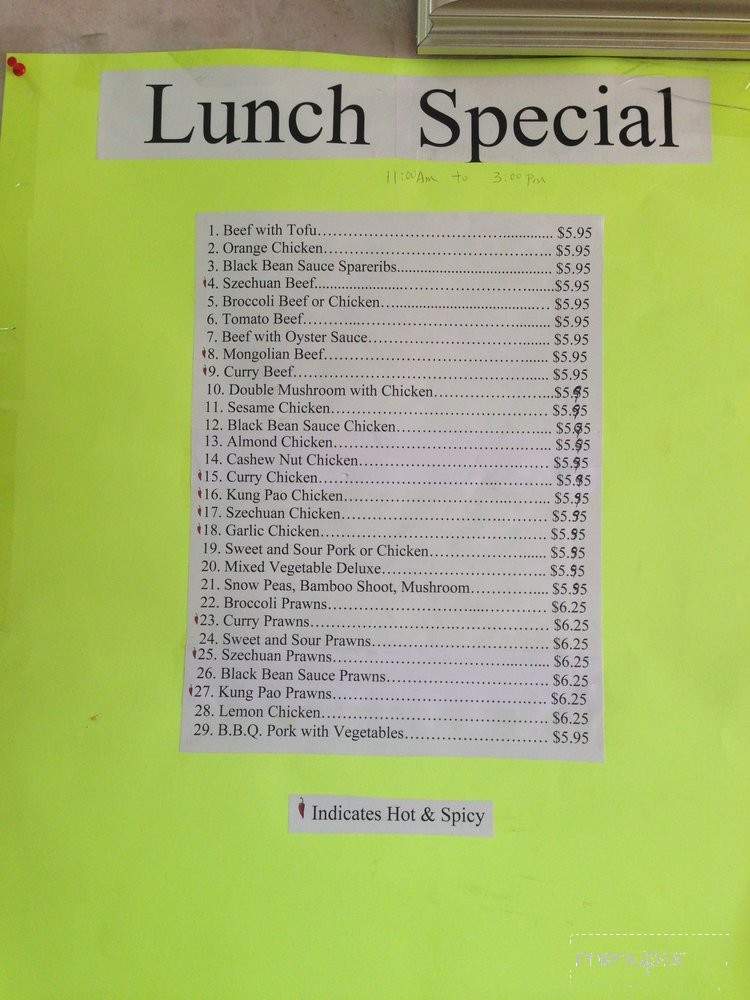 Lunch Special
11:00 Am to 3:00 Pm
1. Beef with Tofu................................ $5.95
2. Orange Chicken................................ $5.95
3. Black Bean Sauce Spareribs................................ $5.95
4. Szechuan Beef................................$5.95
5. Broccoli Beef or Chicken................................ $5.95
6. Tomato Beef................................ $5.95
7. Beef with Oyster Sauce................................ $5.95
8. Mongolian Beef................................ $5.95
9. Curry Beef................................ $5.95
10. Double Mushroom with Chicken................................$5.95
11. Sesame Chicken................................ $5.95
12. Black Bean Sauce Chicken................................ $5.95
13. Almond Chicken................................ $5.95
14. Cashew Nut Chicken................................ $5.95
15. Curry Chicken................................ $5.95
16. Kung Pao Chicken................................ $5.95
17. Szechuan Chicken................................ $5.95
18. Garlic Chicken................................ $5.95
19. Sweet and Sour Pork or Chicken................................ $5.95
20. Mixed Vegetable Deluxe................................ $5.95
21. Snow Peas, Bamboo Shoot, Mushroom................................ $5.95
22. Broccoli Prawns................................ $6.25
23. Curry Prawns................................ $6.25
24. Sweet and Sour Prawns................................ $6.25
25. Szechuan Prawns................................ $6.25
26. Black Bean Sauce Prawns................................ $6.25
27. Kung Pao Prawns................................ $6.25
28. Lemon Chicken................................ $6.25
29. B.B.Q. Pork with Vegetables................................ $5.95
Indicates Hot & Spicy